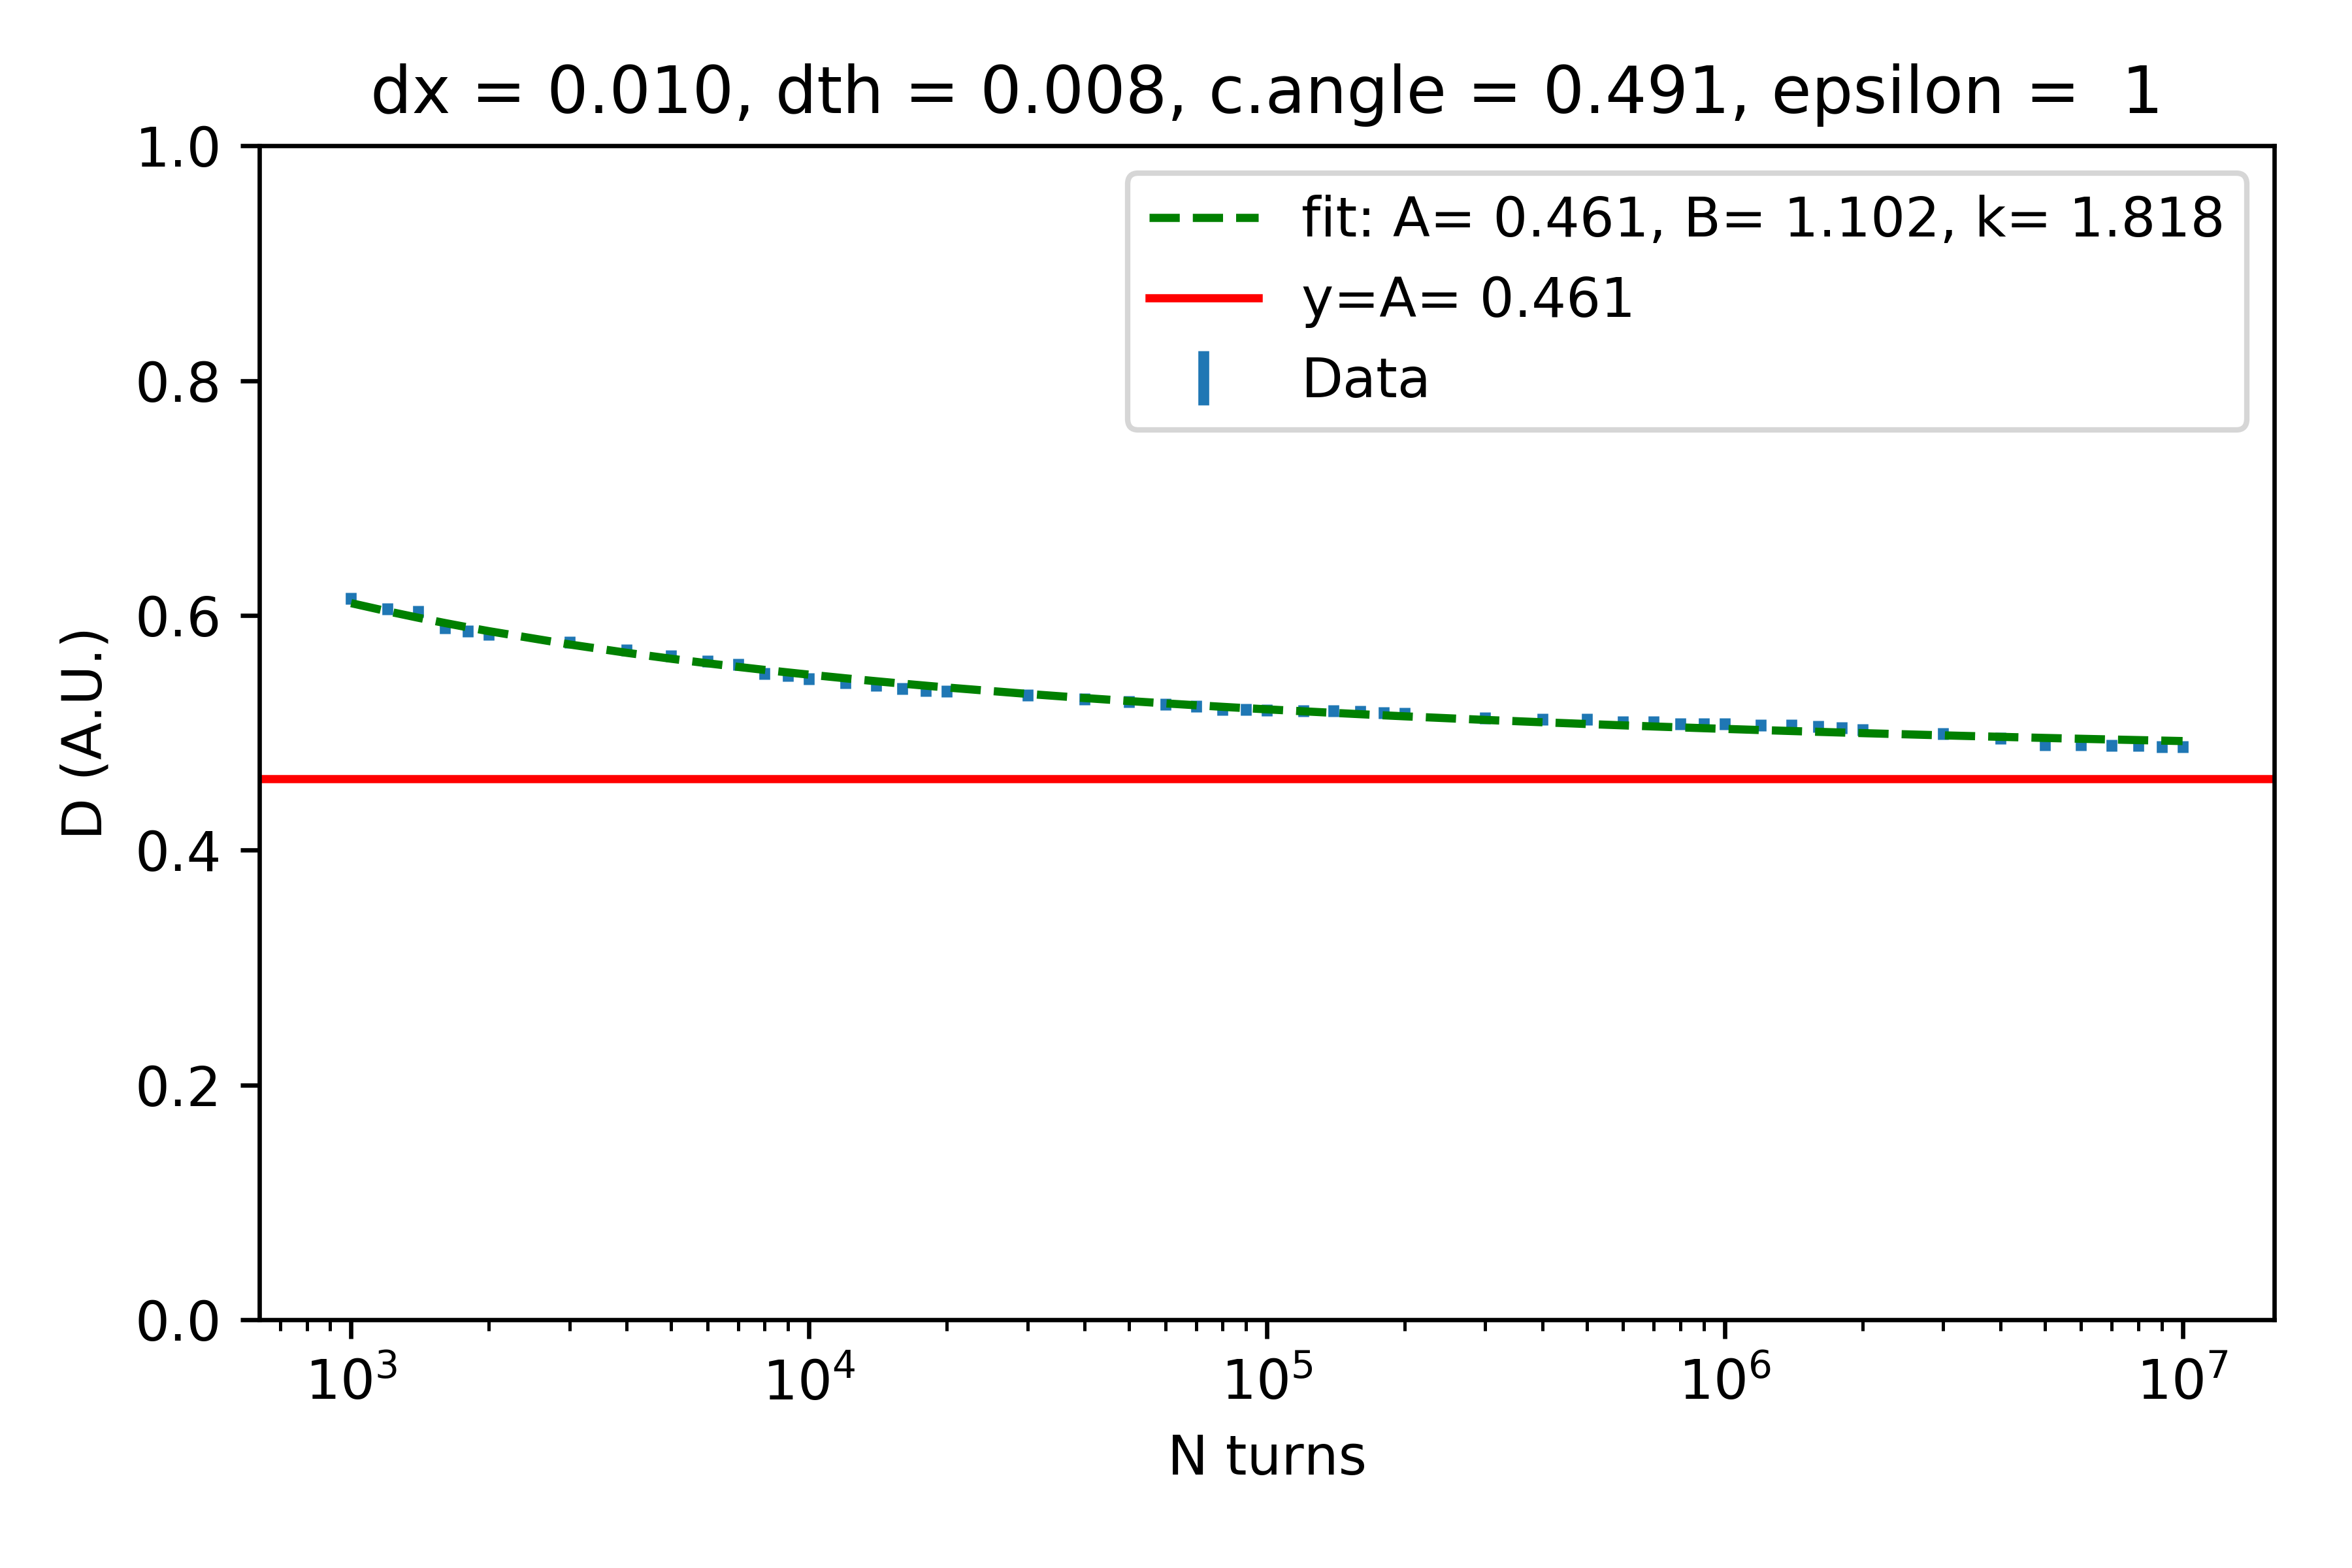 dx = 0.010, dth = 0.008, c.angle = 0.491, epsilon =  1
1.0
0.8
0.6
0.4
0.2
0.0
D (A.U.)
fit: A= 0.461, B= 1.102, k= 1.818
y=A= 0.461
Data
10³ 10⁴ 10⁵ 10⁶ 10⁷
N turns